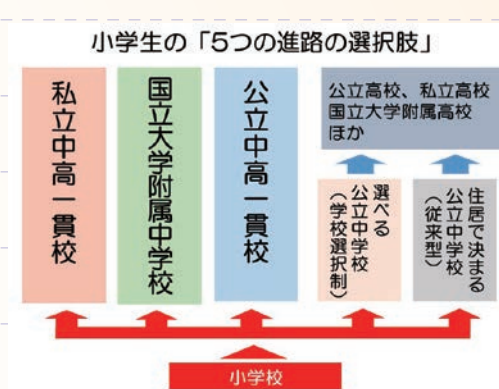 小学生の「5つの進路の選択肢」
私立中高一貫校
国立大学附属中学校
公立中高一貫校
公立高校、私立高校
国立大学附属高校
ほか
選べる
公立中学校
（学校選択制）
住居で決まる
公立中学校
（従来型）
小学校